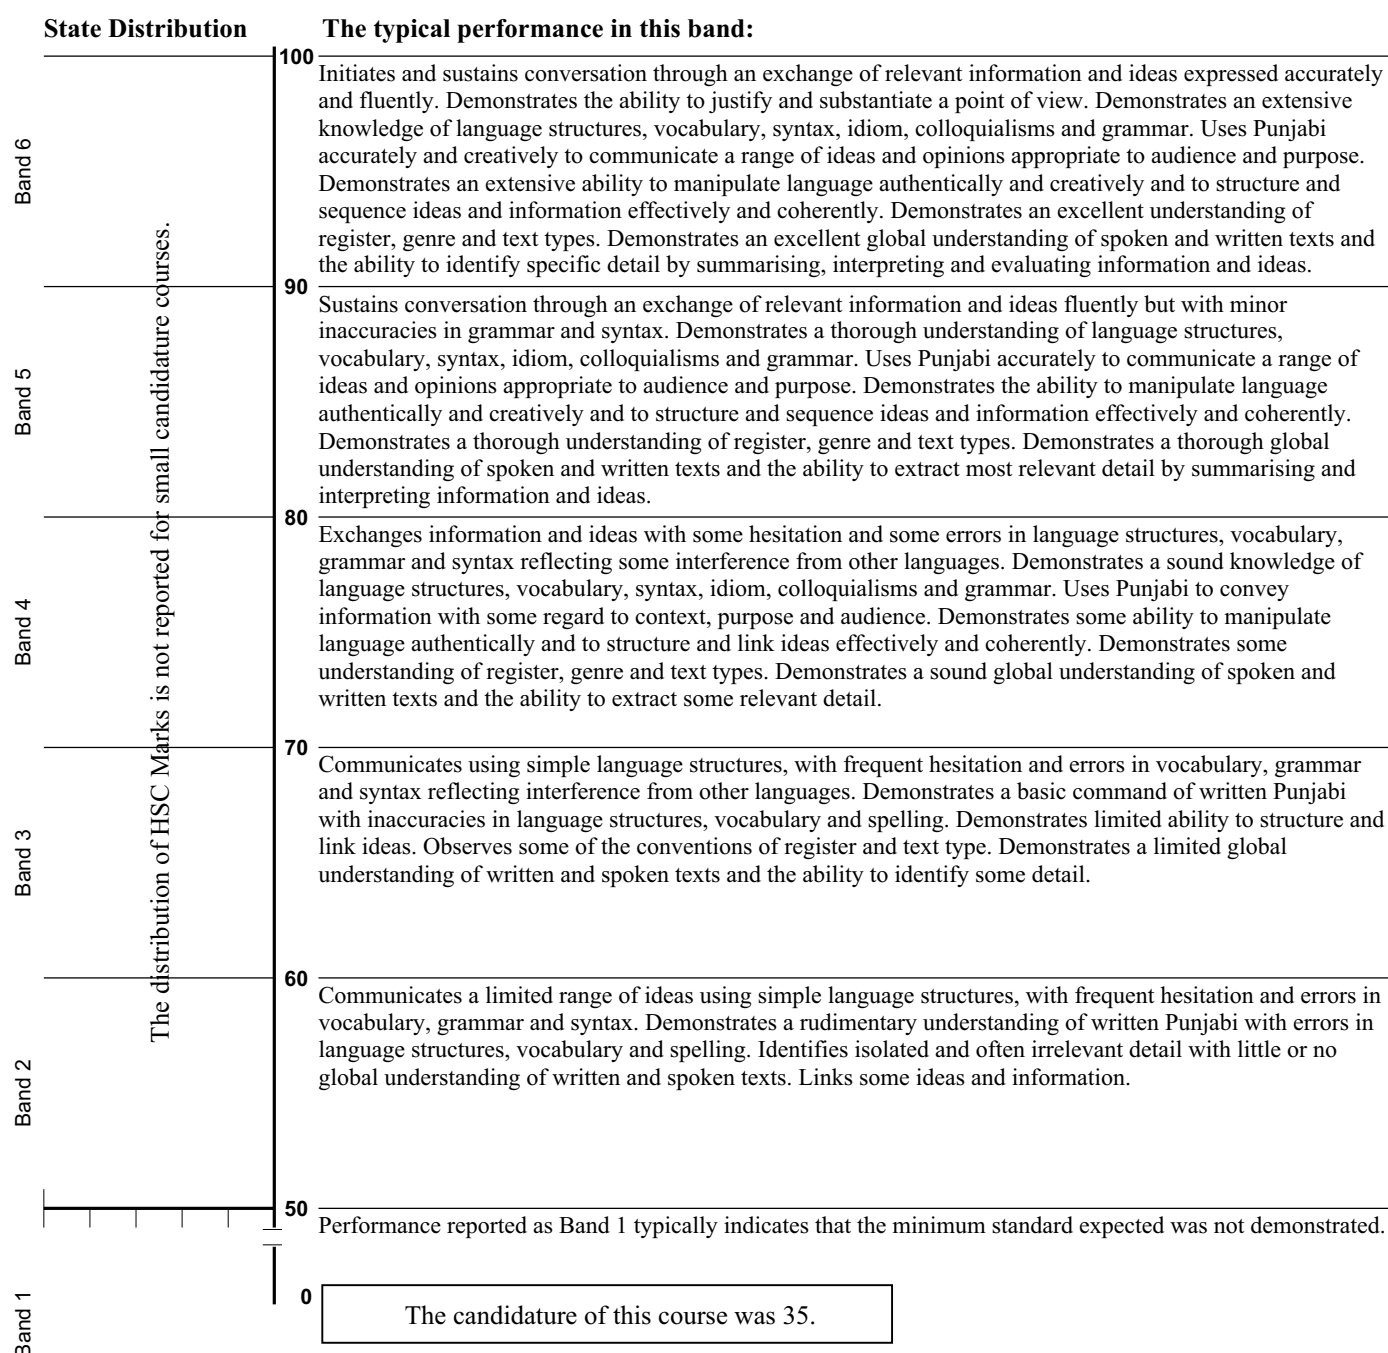 State Distribution
The typical performance in this band:
100
Band 6
Initiates and sustains conversation through an exchange of relevant information and ideas expressed accurately
and fluently. Demonstrates the ability to justify and substantiate a point of view. Demonstrates an extensive
knowledge of language structures, vocabulary, syntax, idiom, colloquialisms and grammar. Uses Punjabi
accurately and creatively to communicate a range of ideas and opinions appropriate to audience and purpose.
Demonstrates an extensive ability to manipulate language authentically and creatively and to structure and
sequence ideas and information effectively and coherently. Demonstrates an excellent understanding of
register, genre and text types. Demonstrates an excellent global understanding of spoken and written texts and
the ability to identify specific detail by summarising, interpreting and evaluating information and ideas.
The distribution of HSC Marks is not reported for small candidature courses.
90
Band 5
Sustains conversation through an exchange of relevant information and ideas fluently but with minor
inaccuracies in grammar and syntax. Demonstrates a thorough understanding of language structures,
vocabulary, syntax, idiom, colloquialisms and grammar. Uses Punjabi accurately to communicate a range of
ideas and opinions appropriate to audience and purpose. Demonstrates the ability to manipulate language
authentically and creatively and to structure and sequence ideas and information effectively and coherently.
Demonstrates a thorough understanding of register, genre and text types. Demonstrates a thorough global
understanding of spoken and written texts and the ability to extract most relevant detail by summarising and
interpreting information and ideas.
80
Band 4
Exchanges information and ideas with some hesitation and some errors in language structures, vocabulary,
grammar and syntax reflecting some interference from other languages. Demonstrates a sound knowledge of
language structures, vocabulary, syntax, idiom, colloquialisms and grammar. Uses Punjabi to convey
information with some regard to context, purpose and audience. Demonstrates some ability to manipulate
language authentically and to structure and link ideas effectively and coherently. Demonstrates some
understanding of register, genre and text types. Demonstrates a sound global understanding of spoken and
written texts and the ability to extract some relevant detail.
70
Band 3
Communicates using simple language structures, with frequent hesitation and errors in vocabulary, grammar
and syntax reflecting interference from other languages. Demonstrates a basic command of written Punjabi
with inaccuracies in language structures, vocabulary and spelling. Demonstrates limited ability to structure and
link ideas. Observes some of the conventions of register and text type. Demonstrates a limited global
understanding of written and spoken texts and the ability to identify some detail.
60
Band 2
Communicates a limited range of ideas using simple language structures, with frequent hesitation and errors in
vocabulary, grammar and syntax. Demonstrates a rudimentary understanding of written Punjabi with errors in
language structures, vocabulary and spelling. Identifies isolated and often irrelevant detail with little or no
global understanding of written and spoken texts. Links some ideas and information.
50
Performance reported as Band 1 typically indicates that the minimum standard expected was not demonstrated.
Band 1
0
The candidature of this course was 35.